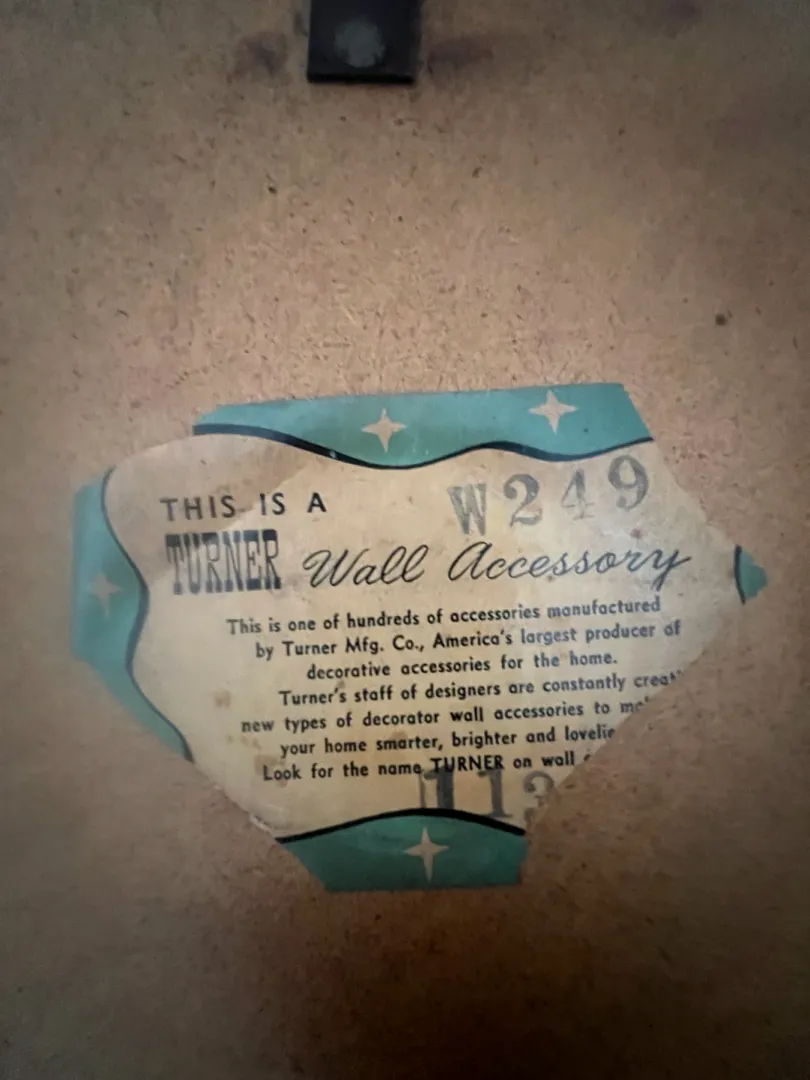 THIS IS A
W249
TURNER Wall Accessory
This is one of hundreds of accessories manufactured
by Turner Mfg. Co., America's largest producer of
decorative accessories for the home.
Turner's staff of designers are constantly
new types of decorator wall accessories to
your home smarter, brighter and
Look for the name TURNER on wall
113